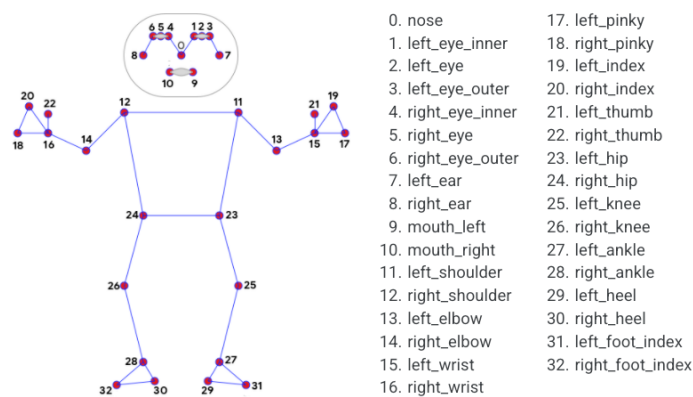 6 5 4 1 2 3
0
8 7
10 9
20 22 12 11 21 19
18 16 14 13 15 17
24 23
26 25
28 27
32 30 29 31
0. nose
1. left_eye_inner
2. left_eye
3. left_eye_outer
4. right_eye_inner
5. right_eye
6. right_eye_outer
7. left_ear
8. right_ear
9. mouth_left
10. mouth_right
11. left_shoulder
12. right_shoulder
13. left_elbow
14. right_elbow
15. left_wrist
16. right_wrist
17. left_pinky
18. right_pinky
19. left_index
20. right_index
21. left_thumb
22. right_thumb
23. left_hip
24. right_hip
25. left_knee
26. right_knee
27. left_ankle
28. right_ankle
29. left_heel
30. right_heel
31. left_foot_index
32. right_foot_index